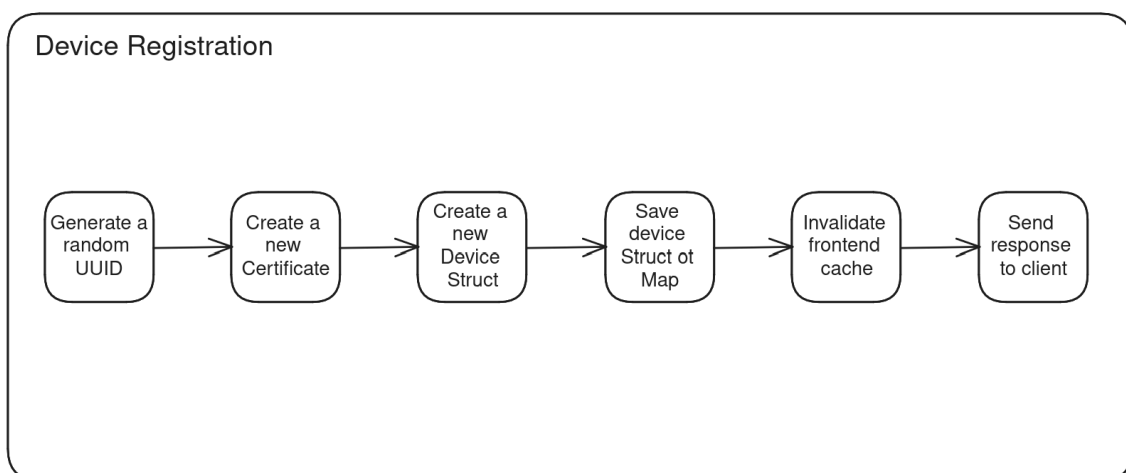 Device Registration
Generate a
random
UUID
Create a
new
Certificate
Create a
new
Device
Struct
Save
device
Struct ot
Map
Invalidate
frontend
cache
Send
response
to client